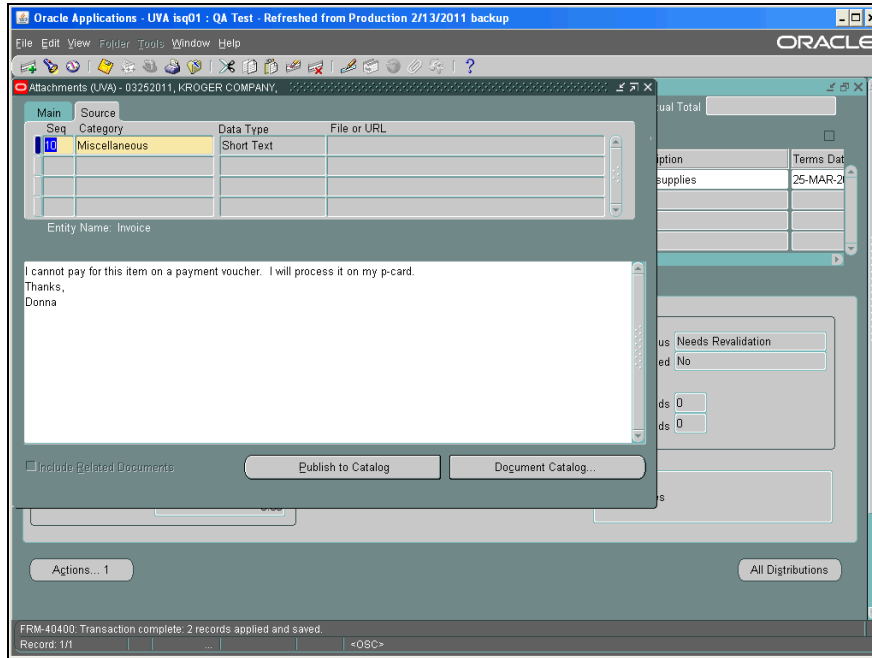 Oracle Applications - UVA isq01 : QA Test - Refreshed from Production 2/13/2011 backup
File Edit View Folder Tools Window Help
ORACLE
Attachments (UVA) - 03252011, KROGER COMPANY,
Main Source
Seq Category Data Type File or URL
10 Miscellaneous Short Text
Entity Name: Invoice
I cannot pay for this item on a payment voucher. I will process it on my p-card.
Thanks,
Donna
Include Related Documents
Publish to Catalog
Document Catalog...
ual Total
iption Terms Dat
supplies 25-MAR-2
us Needs Revalidation
ed No
ds 0
ds 0
s
Actions... 1
All Distributions
FRM-40400: Transaction complete: 2 records applied and saved.
Record: 1/1 ... <OSC>